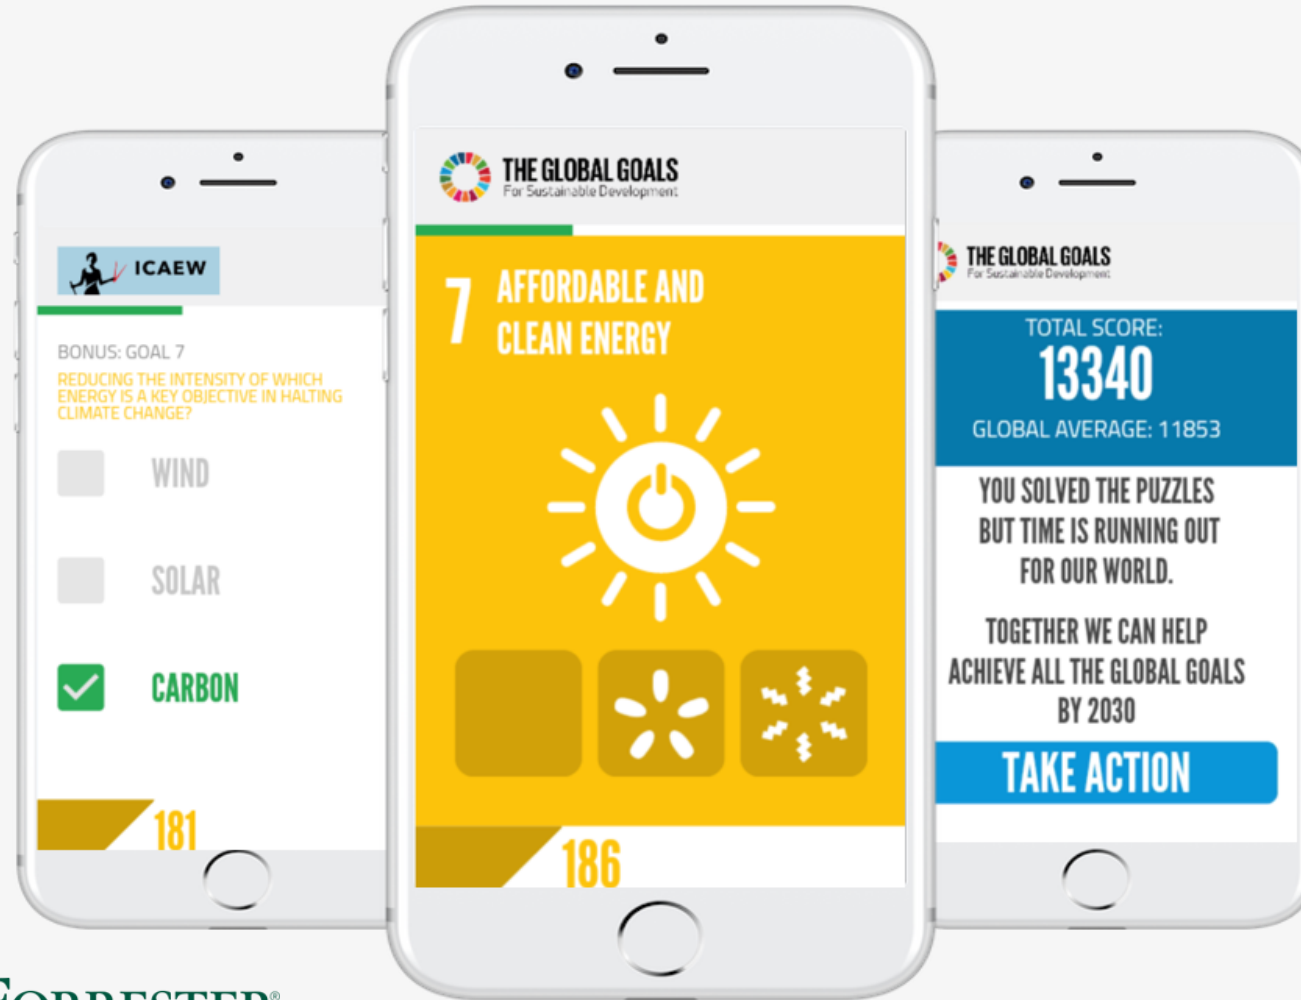 ICAEW
BONUS: GOAL 7
REDUCING THE INTENSITY OF WHICH
ENERGY IS A KEY OBJECTIVE IN HALTING
CLIMATE CHANGE?
WIND
SOLAR
CARBON
181
THE GLOBAL GOALS
For Sustainable Development
7 AFFORDABLE AND
CLEAN ENERGY
186
THE GLOBAL GOALS
For Sustainable Development
TOTAL SCORE:
13340
GLOBAL AVERAGE: 11853
YOU SOLVED THE PUZZLES
BUT TIME IS RUNNING OUT
FOR OUR WORLD.
TOGETHER WE CAN HELP
ACHIEVE ALL THE GLOBAL GOALS
BY 2030
TAKE ACTION
FORRESTER®